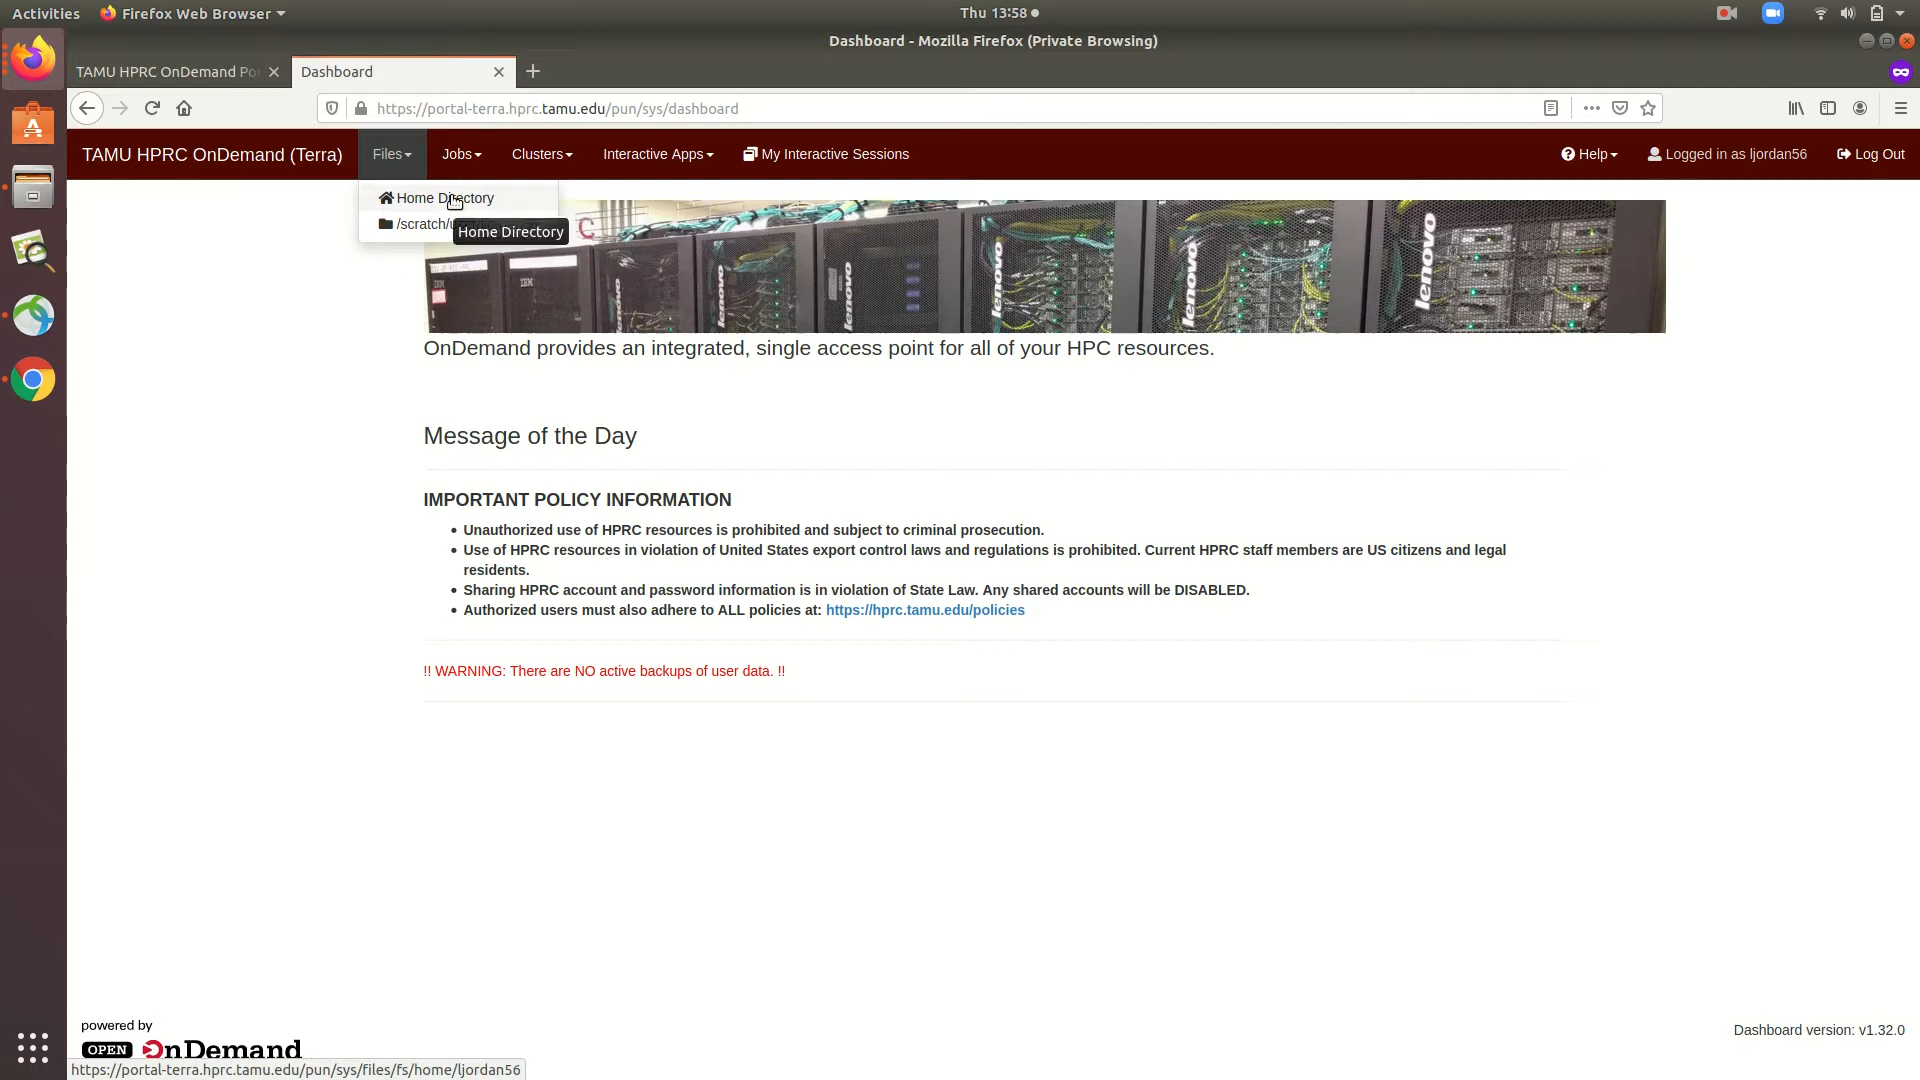 Activities Firefox Web Browser Thu 13:58
Dashboard - Mozilla Firefox (Private Browsing)
TAMU HPRC OnDemand Po Dashboard
https://portal-terra.hprc.tamu.edu/pun/sys/dashboard
TAMU HPRC OnDemand (Terra) Files Jobs Clusters Interactive Apps My Interactive Sessions Help Logged in as ljordan56 Log Out
Home Directory
/scratch/
Home Directory
IBM IBM lenovo lenovo lenovo lenovo lenovo lenovo
OnDemand provides an integrated, single access point for all of your HPC resources.
Message of the Day
IMPORTANT POLICY INFORMATION
• Unauthorized use of HPRC resources is prohibited and subject to criminal prosecution.
• Use of HPRC resources in violation of United States export control laws and regulations is prohibited. Current HPRC staff members are US citizens and legal
residents.
• Sharing HPRC account and password information is in violation of State Law. Any shared accounts will be DISABLED.
• Authorized users must also adhere to ALL policies at: https://hprc.tamu.edu/policies
!! WARNING: There are NO active backups of user data. !!
powered by
OPEN OnDemand
Dashboard version: v1.32.0
https://portal-terra.hprc.tamu.edu/pun/sys/files/fs/home/ljordan56